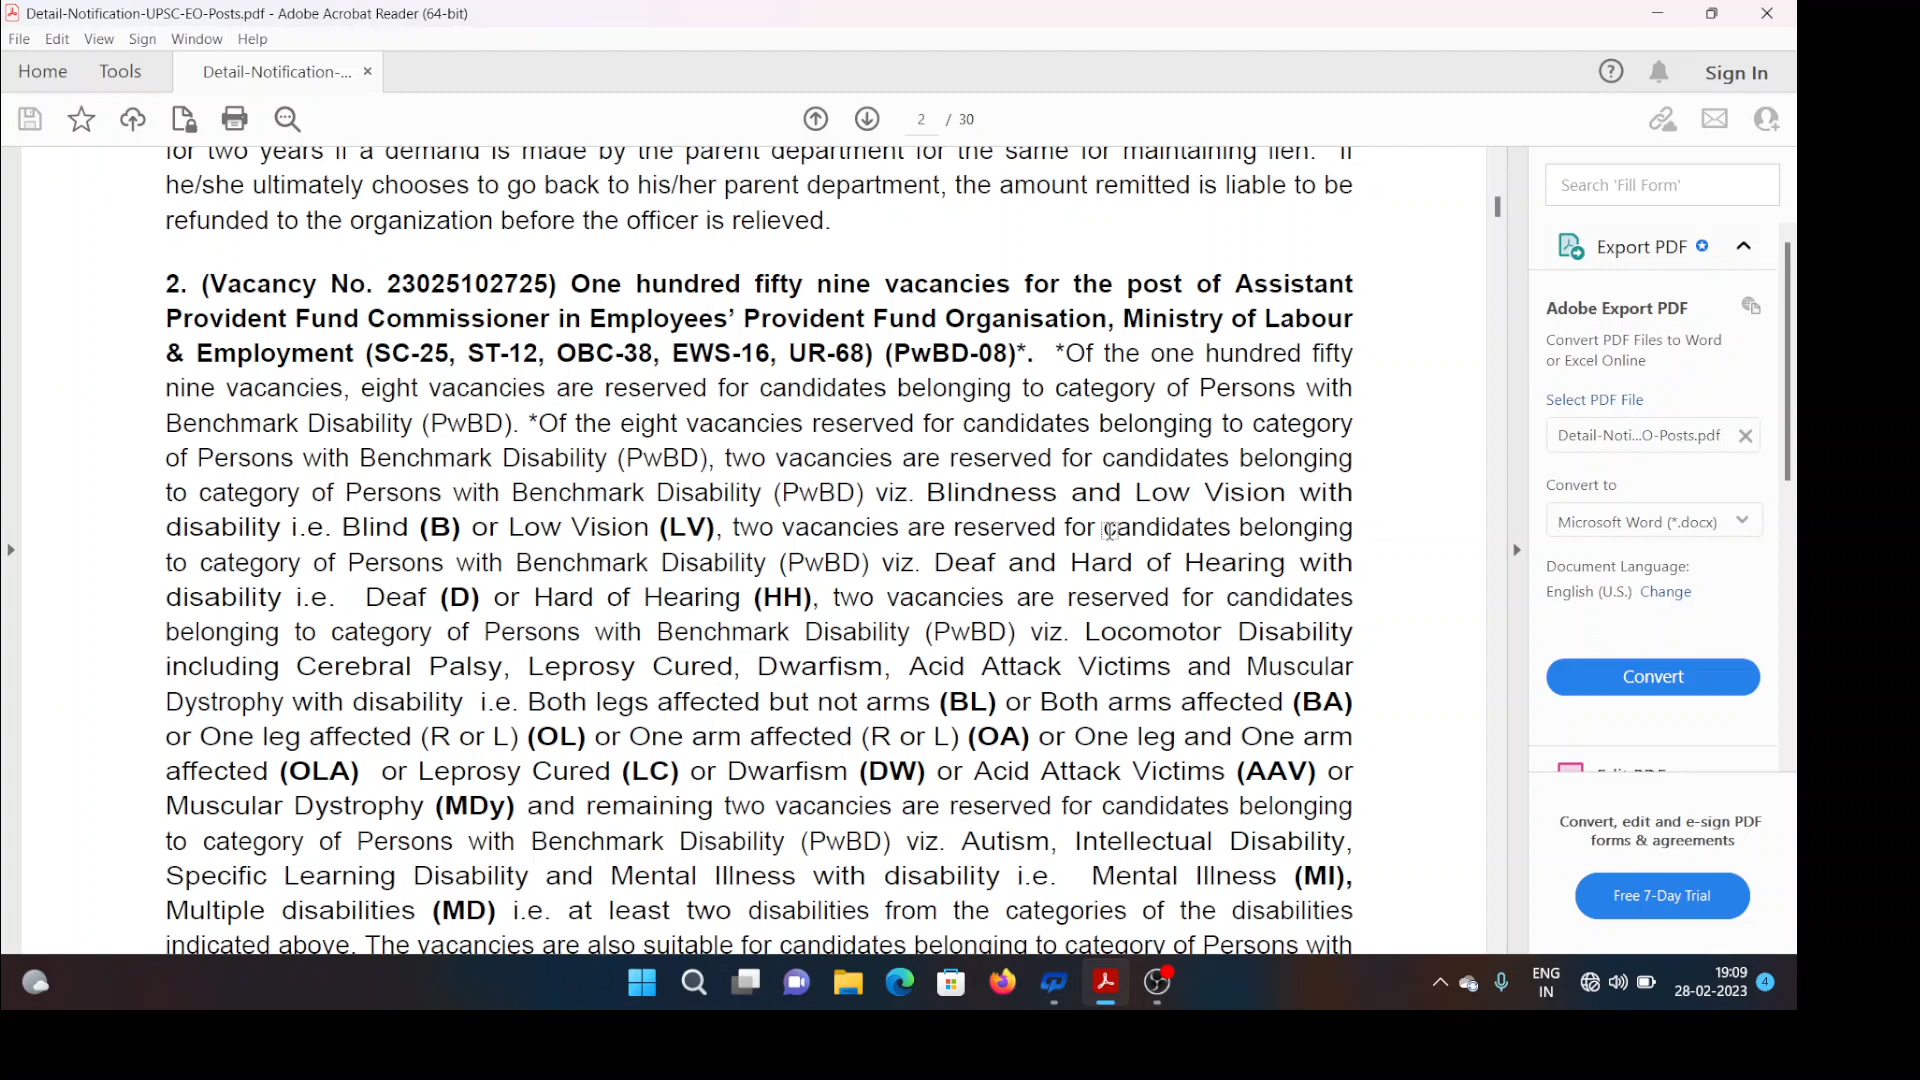 Detail-Notification-UPSC-EO-Posts.pdf - Adobe Acrobat Reader (64-bit)
File Edit View Sign Window Help
Home Tools Detail-Notification-... × Sign In
2 / 30
for two years if a demand is made by the parent department for the same for maintaining lien. If
he/she ultimately chooses to go back to his/her parent department, the amount remitted is liable to be
refunded to the organization before the officer is relieved.
2. (Vacancy No. 23025102725) One hundred fifty nine vacancies for the post of Assistant
Provident Fund Commissioner in Employees’ Provident Fund Organisation, Ministry of Labour
& Employment (SC-25, ST-12, OBC-38, EWS-16, UR-68) (PwBD-08)*. *Of the one hundred fifty
nine vacancies, eight vacancies are reserved for candidates belonging to category of Persons with
Benchmark Disability (PwBD). *Of the eight vacancies reserved for candidates belonging to category
of Persons with Benchmark Disability (PwBD), two vacancies are reserved for candidates belonging
to category of Persons with Benchmark Disability (PwBD) viz. Blindness and Low Vision with
disability i.e. Blind (B) or Low Vision (LV), two vacancies are reserved for candidates belonging
to category of Persons with Benchmark Disability (PwBD) viz. Deaf and Hard of Hearing with
disability i.e. Deaf (D) or Hard of Hearing (HH), two vacancies are reserved for candidates
belonging to category of Persons with Benchmark Disability (PwBD) viz. Locomotor Disability
including Cerebral Palsy, Leprosy Cured, Dwarfism, Acid Attack Victims and Muscular
Dystrophy with disability i.e. Both legs affected but not arms (BL) or Both arms affected (BA)
or One leg affected (R or L) (OL) or One arm affected (R or L) (OA) or One leg and One arm
affected (OLA) or Leprosy Cured (LC) or Dwarfism (DW) or Acid Attack Victims (AAV) or
Muscular Dystrophy (MDy) and remaining two vacancies are reserved for candidates belonging
to category of Persons with Benchmark Disability (PwBD) viz. Autism, Intellectual Disability,
Specific Learning Disability and Mental Illness with disability i.e. Mental Illness (MI),
Multiple disabilities (MD) i.e. at least two disabilities from the categories of the disabilities
indicated above. The vacancies are also suitable for candidates belonging to category of Persons with
Search 'Fill Form'
Export PDF
Adobe Export PDF
Convert PDF Files to Word
or Excel Online
Select PDF File
Detail-Noti...O-Posts.pdf
Convert to
Microsoft Word (*.docx)
Document Language:
English (U.S.) Change
Convert
Edit PDF
Convert, edit and e-sign PDF
forms & agreements
Free 7-Day Trial
ENG
IN
19:09
28-02-2023
4